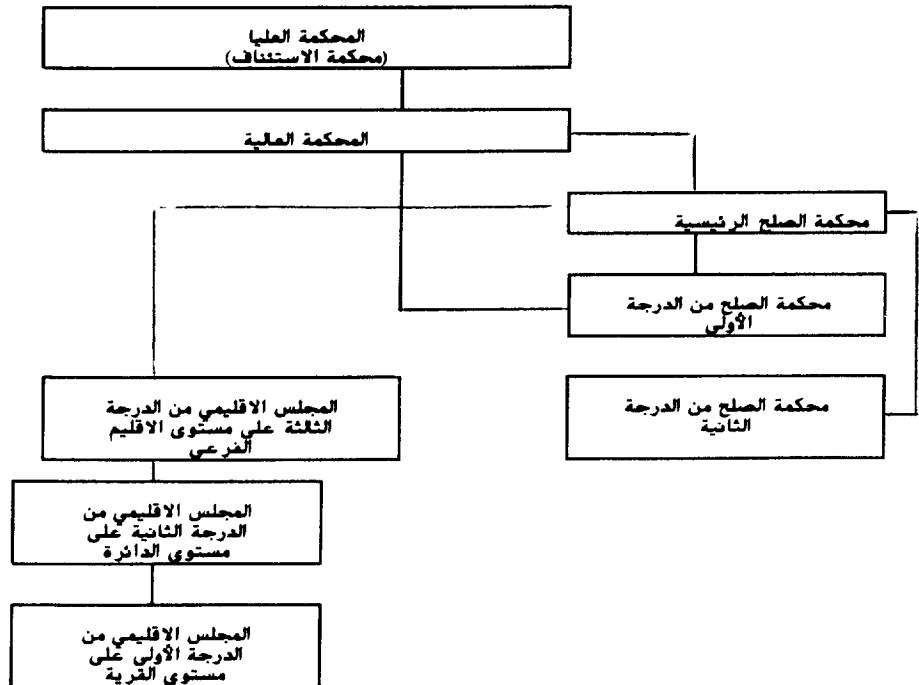 المحكمة العليا
(محكمة الاستئناف)
المحكمة العالية
محكمة الصلح الرئيسية
محكمة الصلح من الدرجة
الأولى
محكمة الصلح من الدرجة
الثانية
المجلس الاقليمي من الدرجة
الثالثة على مستوى الاقليم
الفرعي
المجلس الاقليمي من
الدرجة الثانية على
مستوى الدائرة
المجلس الاقليمي من
الدرجة الأولى على
مستوى القرية